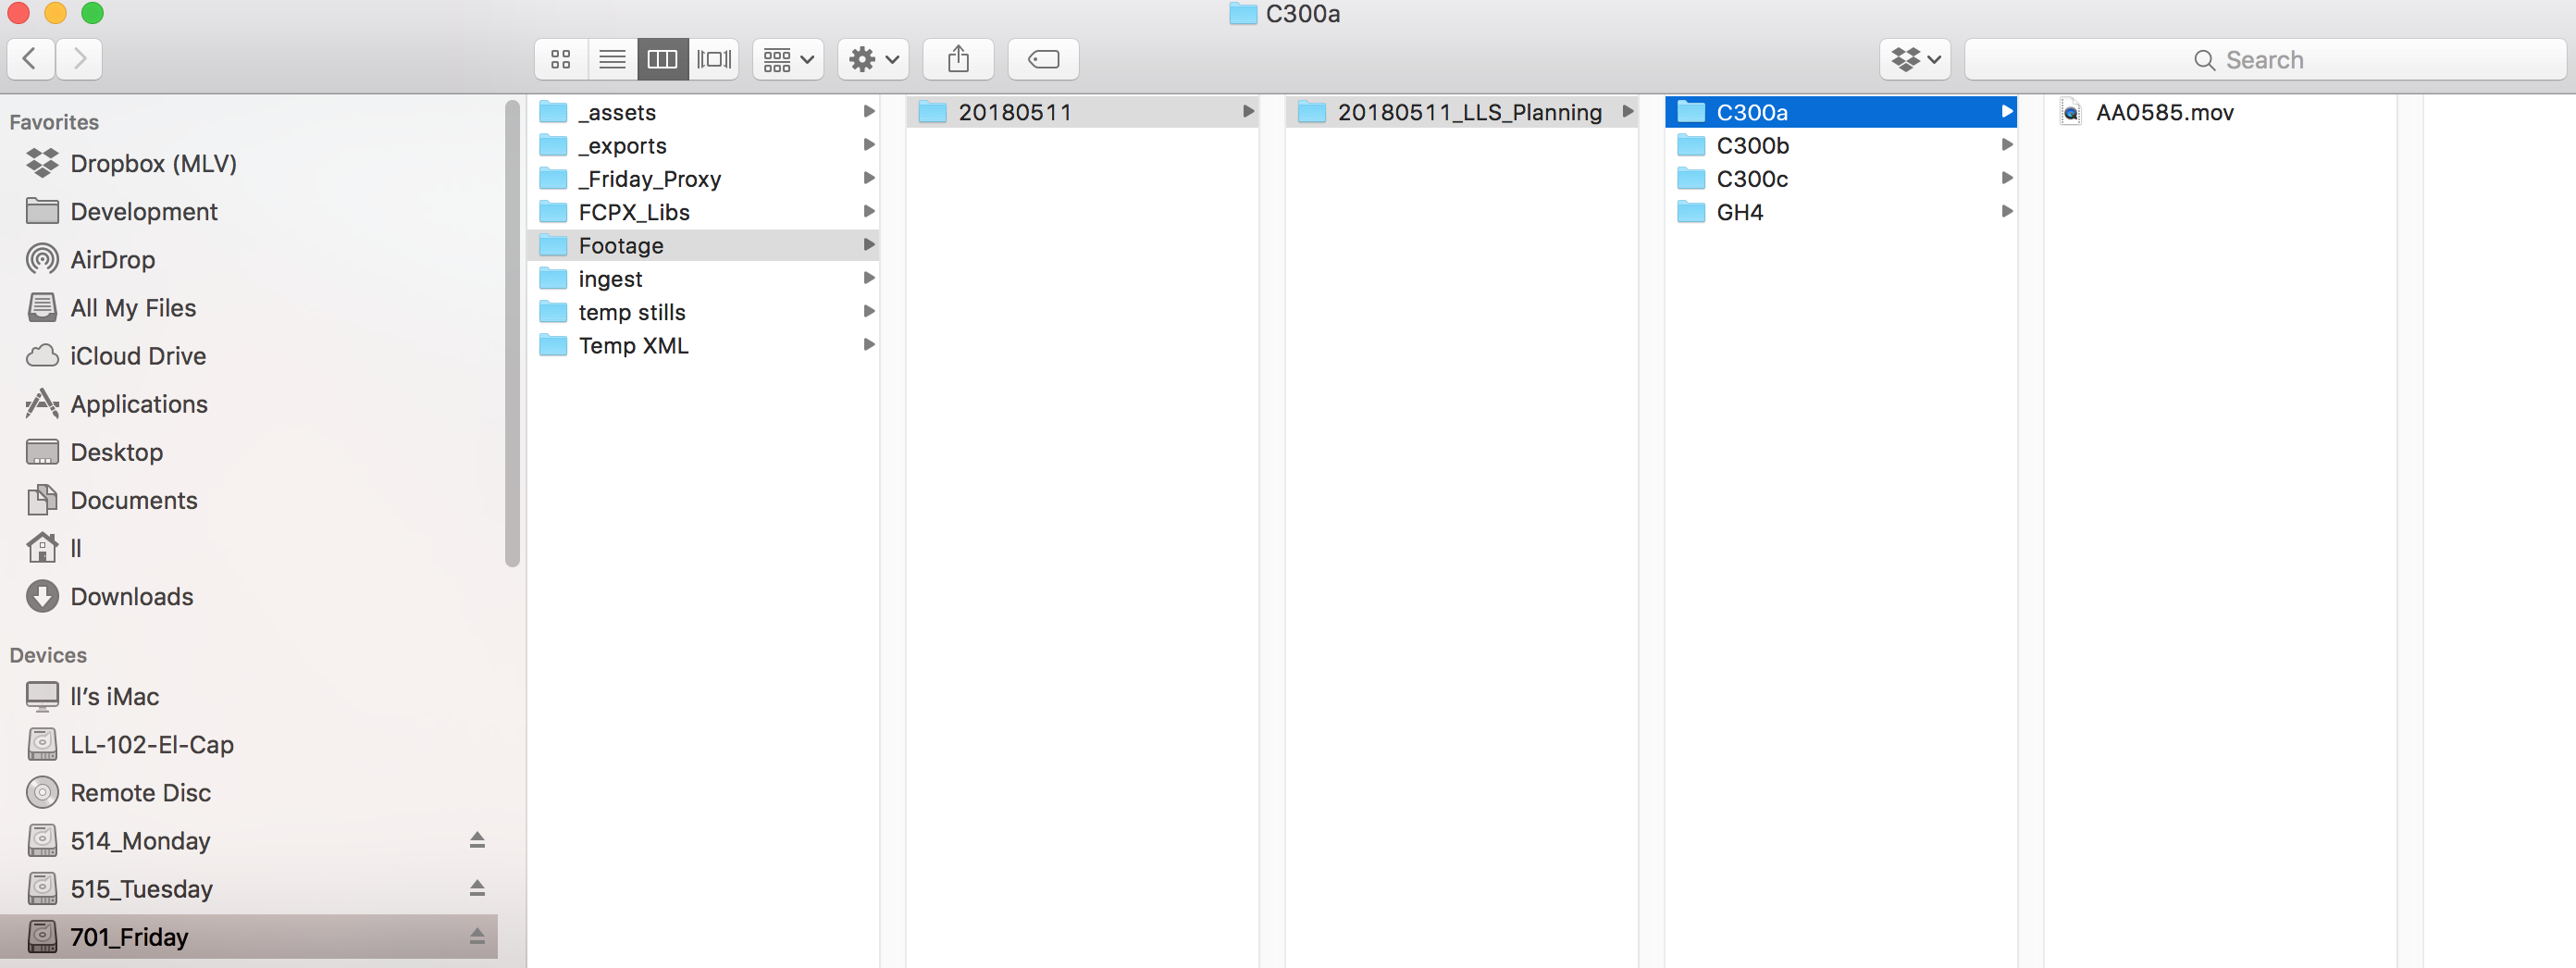 C300a
Search
Favorites
Dropbox (MLV)
Development
AirDrop
All My Files
iCloud Drive
Applications
Desktop
Documents
ll
Downloads
Devices
ll's iMac
LL-102-El-Cap
Remote Disc
514_Monday
515_Tuesday
701_Friday
_assets
_exports
_Friday_Proxy
FCPX_Libs
Footage
ingest
temp stills
Temp XML
20180511
20180511_LLS_Planning
C300a
C300b
C300c
GH4
AA0585.mov